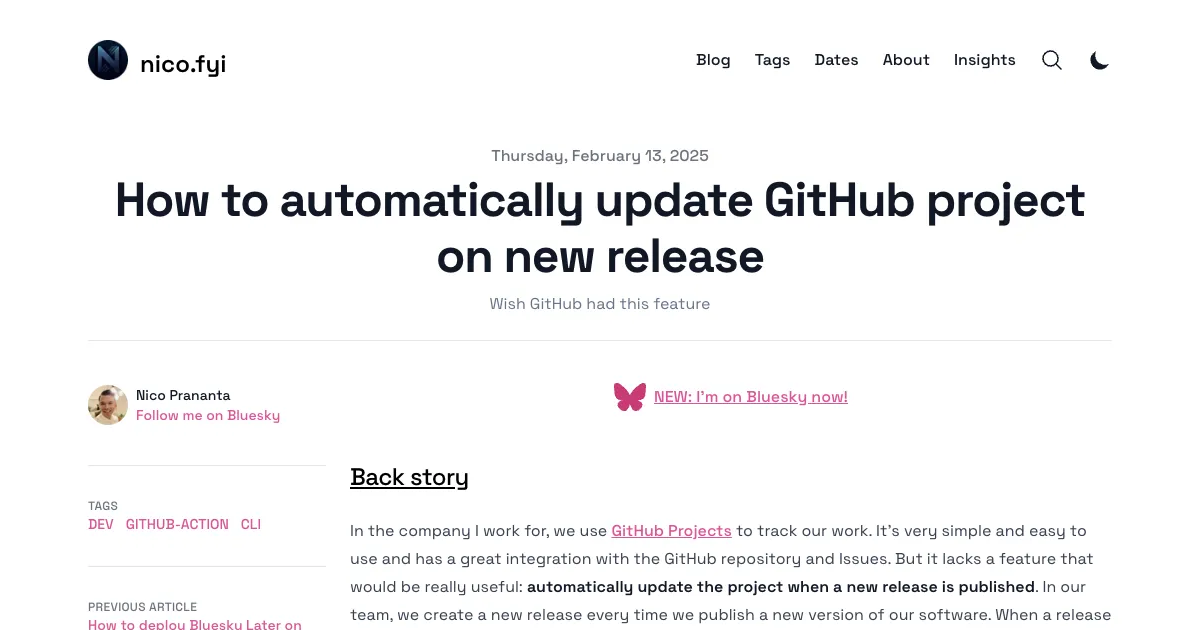 nico.fyi
Blog Tags Dates About Insights
Thursday, February 13, 2025
How to automatically update GitHub project
on new release
Wish GitHub had this feature
Nico Prananta
Follow me on Bluesky
NEW: I'm on Bluesky now!
TAGS
DEV GITHUB-ACTION CLI
PREVIOUS ARTICLE
How to deploy Bluesky Later on
Back story
In the company I work for, we use GitHub Projects to track our work. It's very simple and easy to
use and has a great integration with the GitHub repository and Issues. But it lacks a feature that
would be really useful: automatically update the project when a new release is published. In our
team, we create a new release every time we publish a new version of our software. When a release